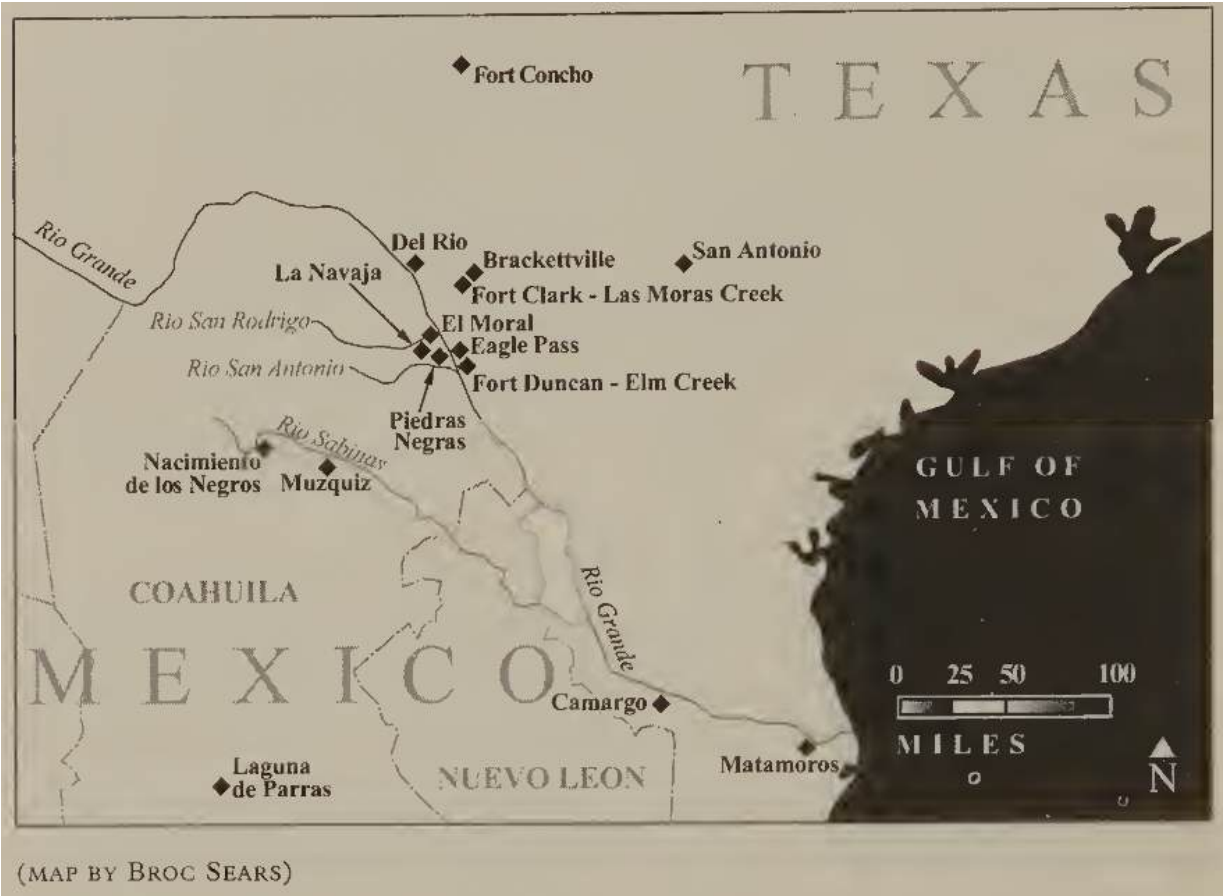 Fort Concho
TEXAS
Rio Grande
Del Rio
Brackettville
San Antonio
La Navaja
Fort Clark - Las Moras Creek
Rio San Rodrigo
El Moral
Eagle Pass
Rio San Antonio
Fort Duncan - Elm Creek
Piedras
Negras
Rio Sabinas
Nacimiento
de los Negros
Muzquiz
GULF OF
MEXICO
COAHUILA
Rio Grande
MEXICO
0 25 50 100
MILES
N
Camargo
Matamoros
Laguna
de Parras
NUEVO LEON
(MAP BY BROC SEARS)